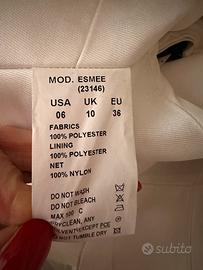 MOD. ESMEE
(23146)
USA UK EU
06 10 36
FABRICS
100% POLYESTER
LINING
100% POLYESTER
NET
100% NYLON
DO NOT WASH
DO NOT BLEACH
MAX 100 C
DRYCLEAN, ANY
SOLVENT EXCEPT PCE
DO NOT TUMBLE DRY
subito